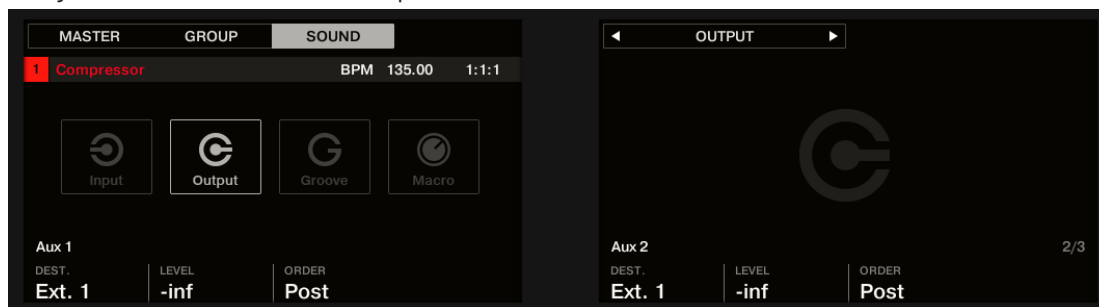 MASTER GROUP SOUND
1 Compressor BPM 135.00 1:1:1
Input Output Groove Macro
Aux 1
DEST. LEVEL ORDER
Ext. 1 -inf Post
OUTPUT
Aux 2 2/3
DEST. LEVEL ORDER
Ext. 1 -inf Post